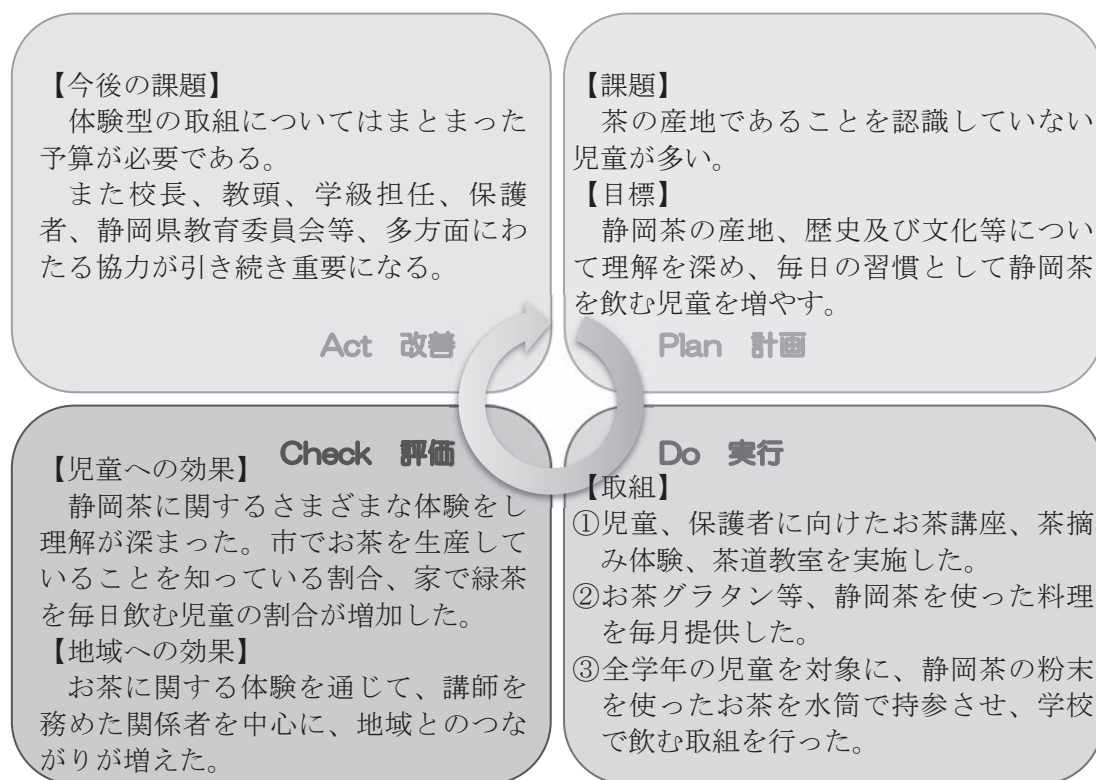 【今後の課題】
体験型の取組についてはまとまった
予算が必要である。
また校長、教頭、学級担任、保護
者、静岡県教育委員会等、多方面にわ
たる協力が引き続き重要になる。
Act 改善
【課題】
茶の産地であることを認識していない
児童が多い。
【目標】
静岡茶の産地、歴史及び文化等につい
て理解を深め、毎日の習慣として静岡茶
を飲む児童を増やす。
Plan 計画
Check 評価
【児童への効果】
静岡茶に関するさまざまな体験をし
理解が深まった。市でお茶を生産して
いることを知っている割合、家で緑茶
を毎日飲む児童の割合が増加した。
【地域への効果】
お茶に関する体験を通じて、講師を
務めた関係者を中心に、地域とのつな
がりが増えた。
Do 実行
【取組】
①児童、保護者に向けたお茶講座、茶摘
み体験、茶道教室を実施した。
②お茶グラタン等、静岡茶を使った料理
を毎月提供した。
③全学年の児童を対象に、静岡茶の粉末
を使ったお茶を水筒で持参させ、学校
で飲む取組を行った。